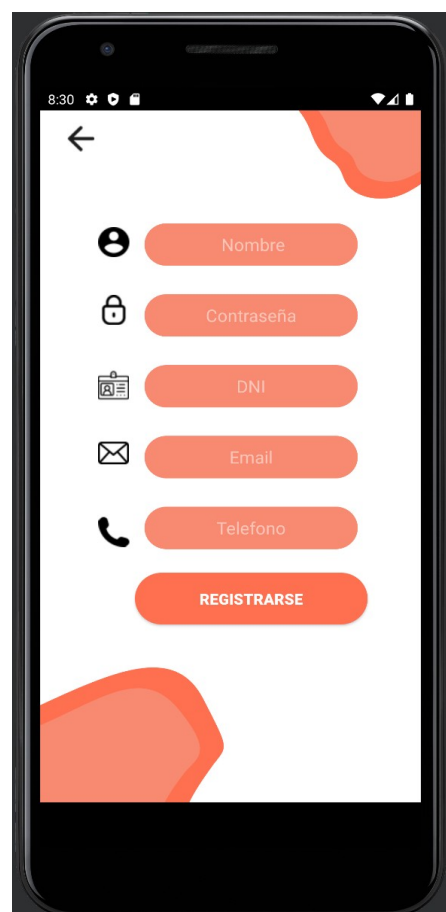 8:30
Nombre
Contraseña
DNI
Email
Telefono
REGISTRARSE